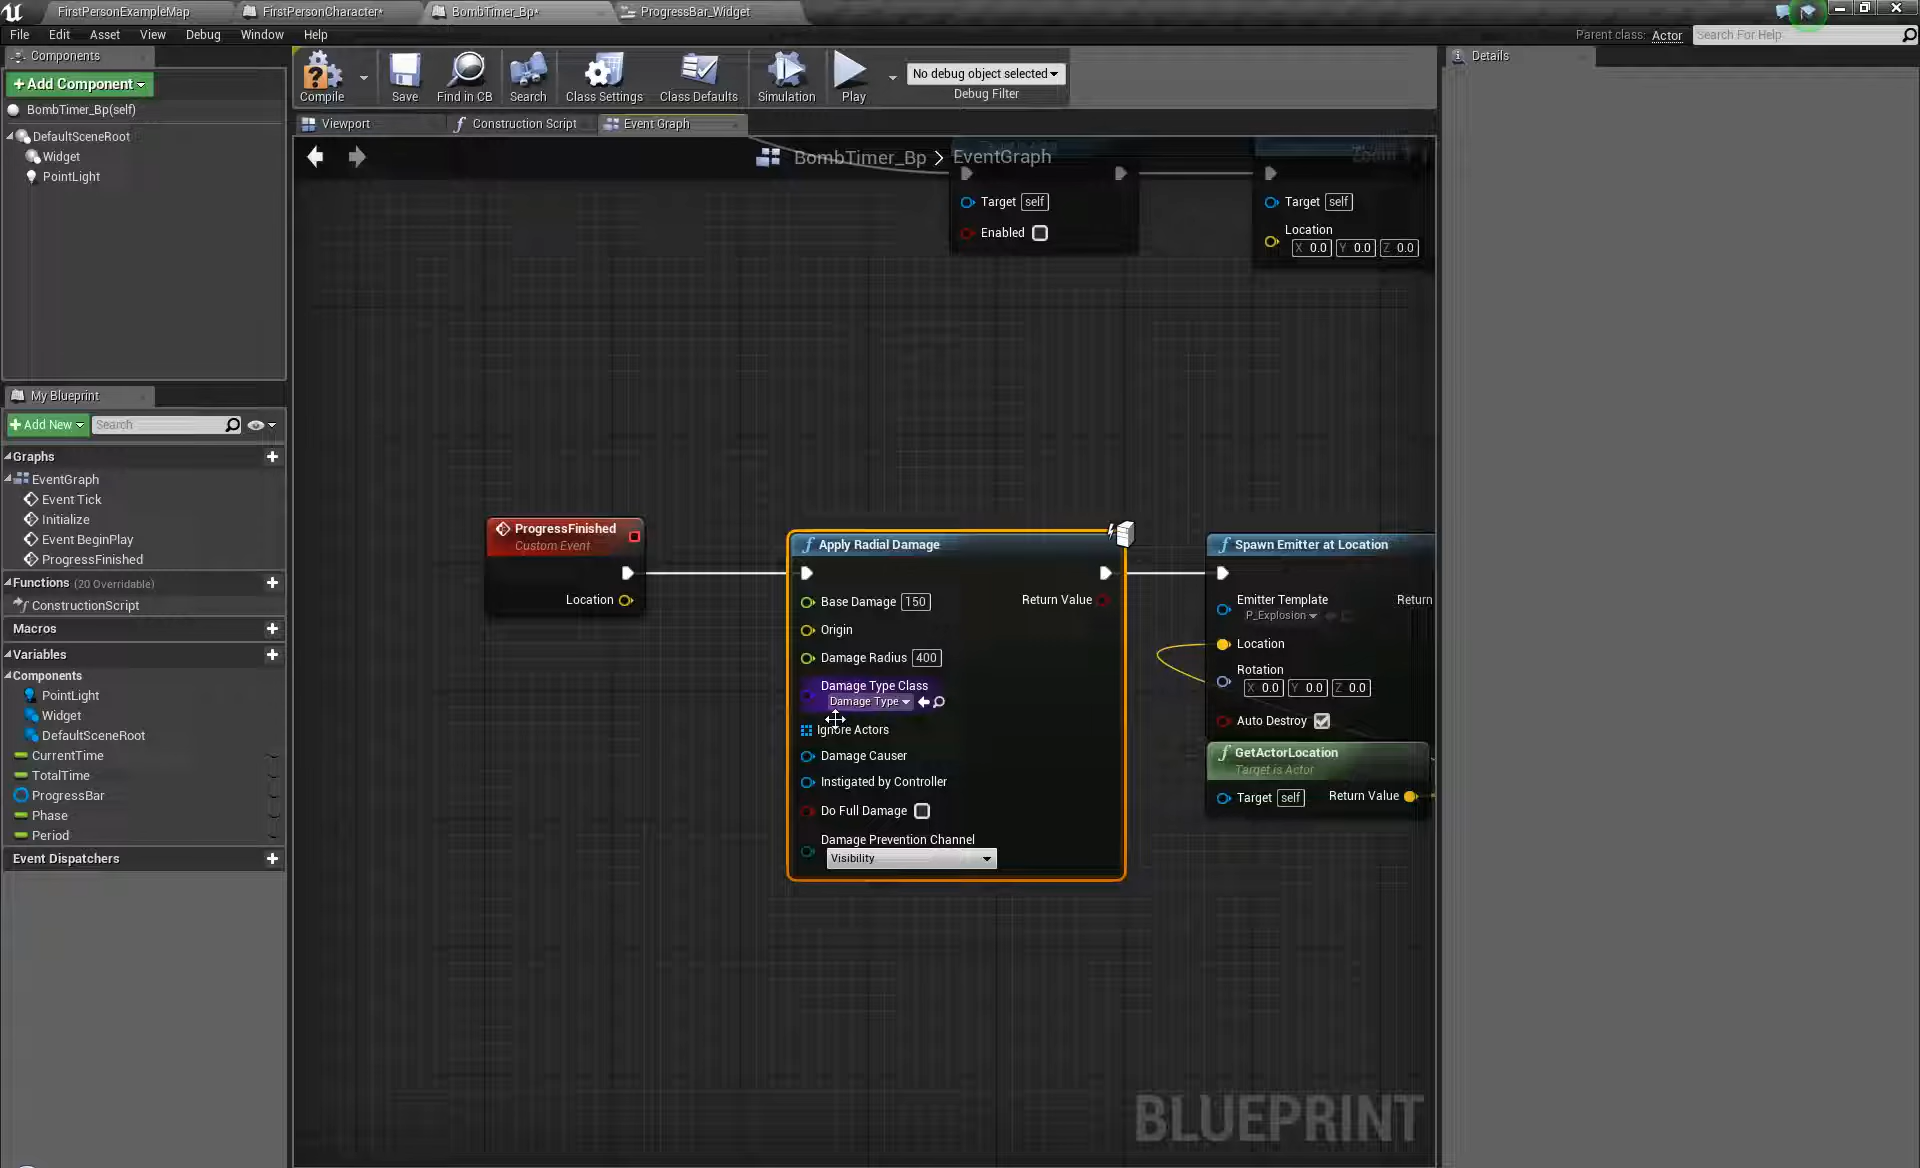 FirstPersonExampleMap
FirstPersonCharacter*
BombTimer_Bp*
ProgressBar_Widget
File Edit Asset View Debug Window Help
Parent class: Actor
Search For Help
Components
+Add Component
BombTimer_Bp(self)
DefaultSceneRoot
Widget
PointLight
Compile
Save
Find in CB
Search
Class Settings
Class Defaults
Simulation
Play
No debug object selected
Debug Filter
Details
Viewport
Construction Script
Event Graph
BombTimer_Bp > EventGraph
Target self
Enabled
Target self
Location
X 0.0 Y 0.0 Z 0.0
My Blueprint
+Add New
Search
Graphs
EventGraph
Event Tick
Initialize
Event BeginPlay
ProgressFinished
Functions (20 Overridable)
ConstructionScript
Macros
Variables
Components
PointLight
Widget
DefaultSceneRoot
CurrentTime
TotalTime
ProgressBar
Phase
Period
Event Dispatchers
ProgressFinished
Custom Event
Location
Apply Radial Damage
Base Damage 150
Return Value
Origin
Damage Radius 400
Damage Type Class
Damage Type
Ignore Actors
Damage Causer
Instigated by Controller
Do Full Damage
Damage Prevention Channel
Visibility
Spawn Emitter at Location
Emitter Template
P_Explosion
Return
Location
Rotation
X 0.0 Y 0.0 Z 0.0
Auto Destroy
GetActorLocation
Target is Actor
Target self
Return Value
BLUEPRINT